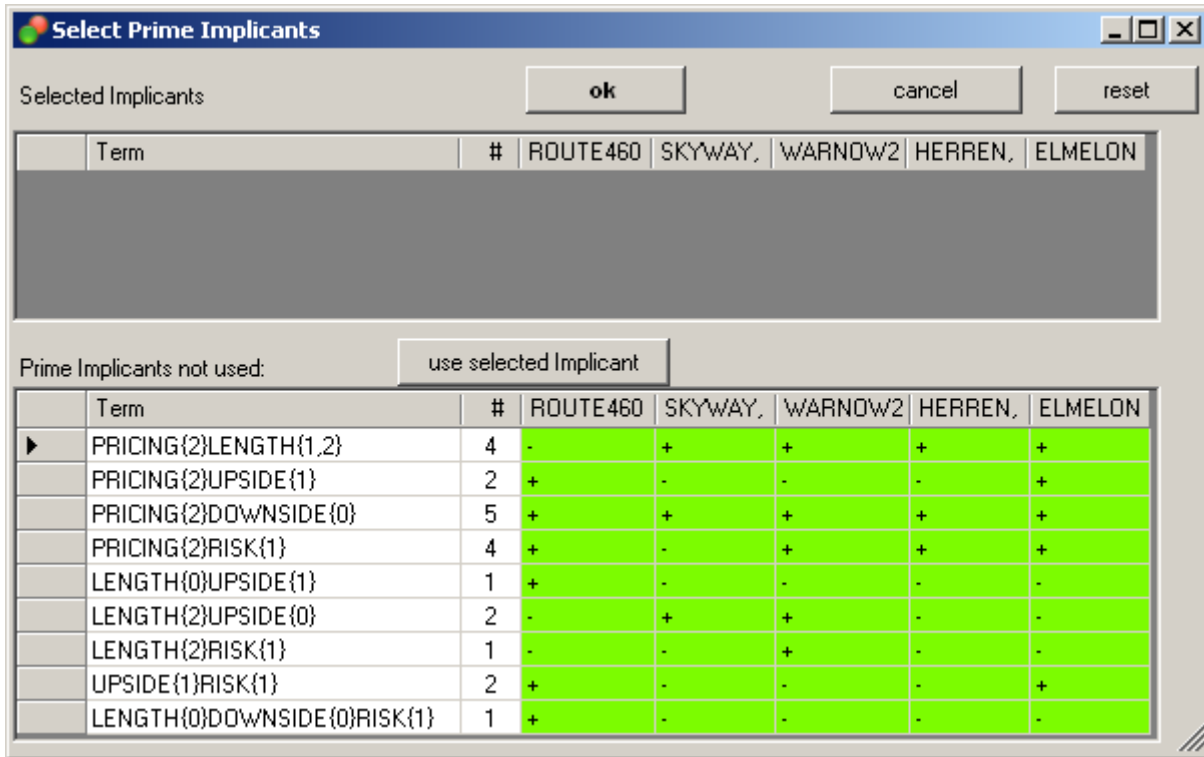 Select Prime Implicants
Selected Implicants ok cancel reset
Term # ROUTE460 SKYWAY, WARNOW2 HERREN, ELMELON
Prime Implicants not used: use selected Implicant
Term # ROUTE460 SKYWAY, WARNOW2 HERREN, ELMELON
PRICING{2}LENGTH{1,2} 4 - + + + +
PRICING{2}UPSIDE{1} 2 + - - - +
PRICING{2}DOWNSIDE{0} 5 + + + + +
PRICING{2}RISK{1} 4 + - + + +
LENGTH{0}UPSIDE{1} 1 + - - - -
LENGTH{2}UPSIDE{0} 2 - + + - -
LENGTH{2}RISK{1} 1 - - + - -
UPSIDE{1}RISK{1} 2 + - - - +
LENGTH{0}DOWNSIDE{0}RISK{1} 1 + - - - -